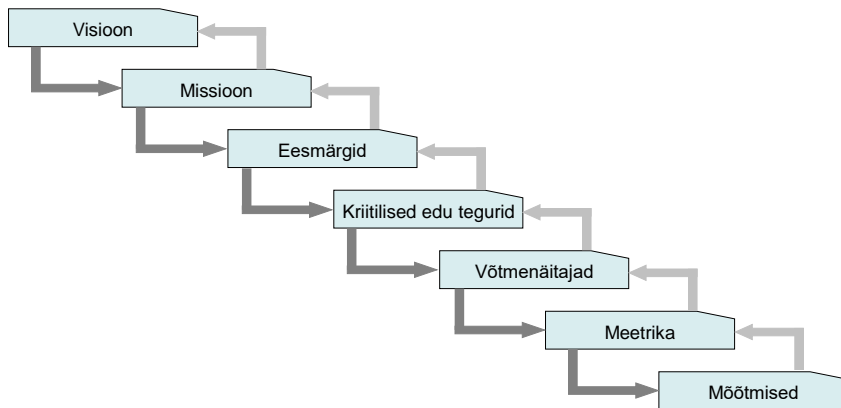 Visioon
Missioon
Eesmärgid
Kriitilised edu tegurid
Võtmenäitajad
Meetrika
Mõõtmised